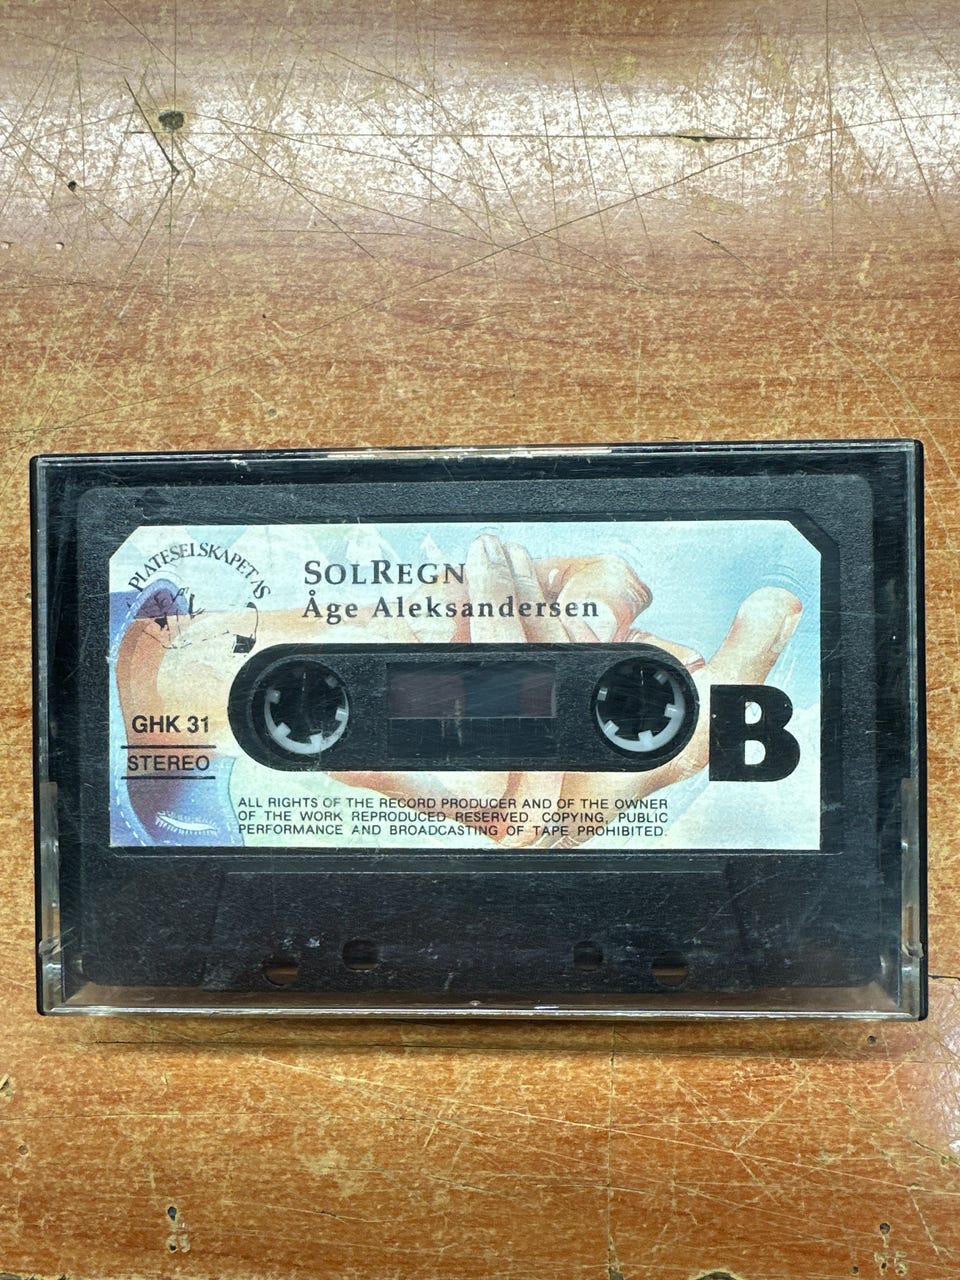 PLATESELSKAPET AS
SOLREGN
Åge Aleksandersen
B
GHK 31
STEREO
ALL RIGHTS OF THE RECORD PRODUCER AND OF THE OWNER
OF THE WORK REPRODUCED RESERVED. COPYING, PUBLIC
PERFORMANCE AND BROADCASTING OF TAPE PROHIBITED.